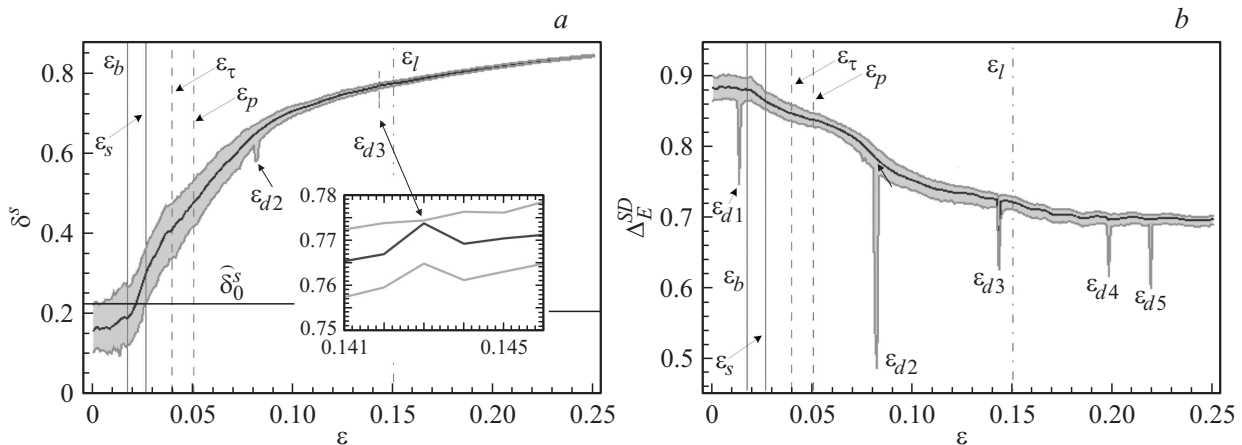 a
ε_b
ε_τ
ε_p
ε_l
ε_s
ε_d3
ε_d2
δ^s
δ̂_0^s
0.8
0.6
0.4
0.2
0
0 0.05 0.10 0.15 0.20 0.25
ε
0.78
0.77
0.76
0.75
0.141 0.145
b
ε_τ
ε_p
ε_l
ε_d1
ε_b
ε_s
ε_d2
ε_d3
ε_d4
ε_d5
Δ_E^SD
0.9
0.8
0.7
0.6
0.5
0 0.05 0.10 0.15 0.20 0.25
ε